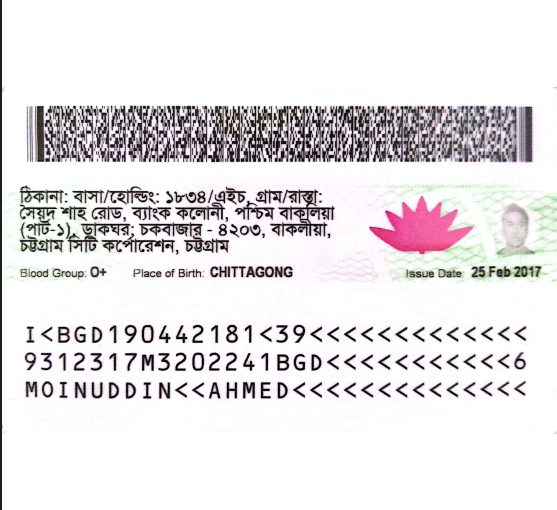 ঠিকানা: বাসা/হোল্ডিং: ১৮৩৪/এইচ, গ্রাম/রাস্তা:
সৈয়দ শাহ রোড, ব্যাংক কলোনী, পশ্চিম বাকলিয়া
(পার্ট-১), ডাকঘর: চকবাজার - ৪২০৩, বাকলীয়া,
চট্টগ্রাম সিটি কর্পোরেশন, চট্টগ্রাম
Blood Group: O+ Place of Birth: CHITTAGONG Issue Date: 25 Feb 2017
I<BGD190442181<39<<<<<<<<<<<<<
9312317M3202241BGD<<<<<<<<<<<6
MOINUDDIN<<AHMED<<<<<<<<<<<<<<